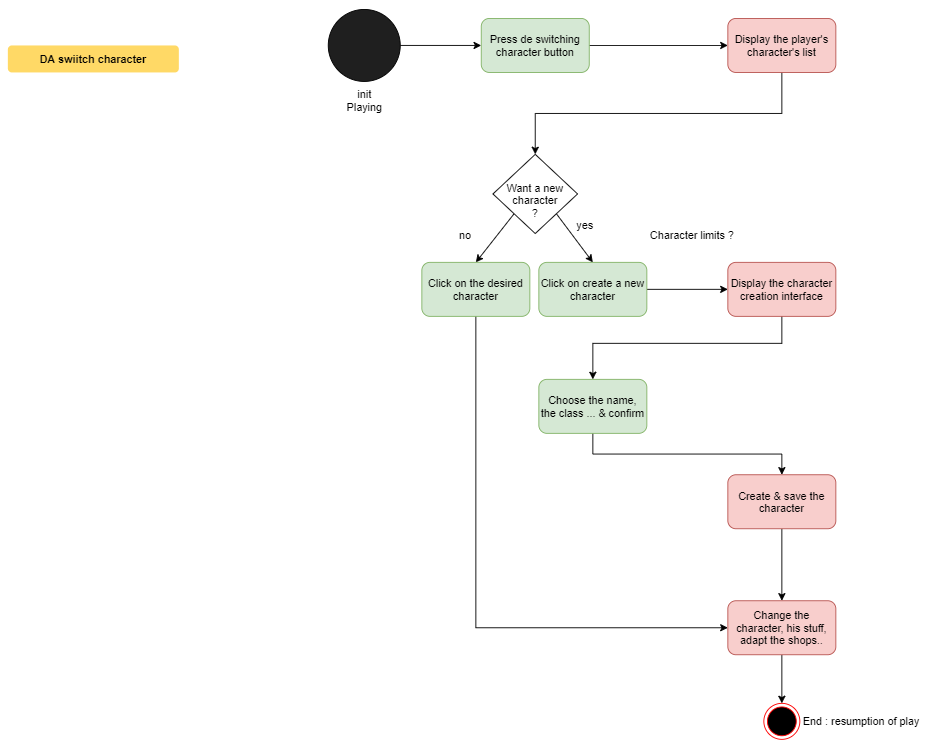 DA swiitch character
init
Playing
Press de switching
character button
Display the player's
character's list
Want a new
character
?
no
yes
Character limits ?
Click on the desired
character
Click on create a new
character
Display the character
creation interface
Choose the name,
the class ... & confirm
Create & save the
character
Change the
character, his stuff,
adapt the shops..
End : resumption of play